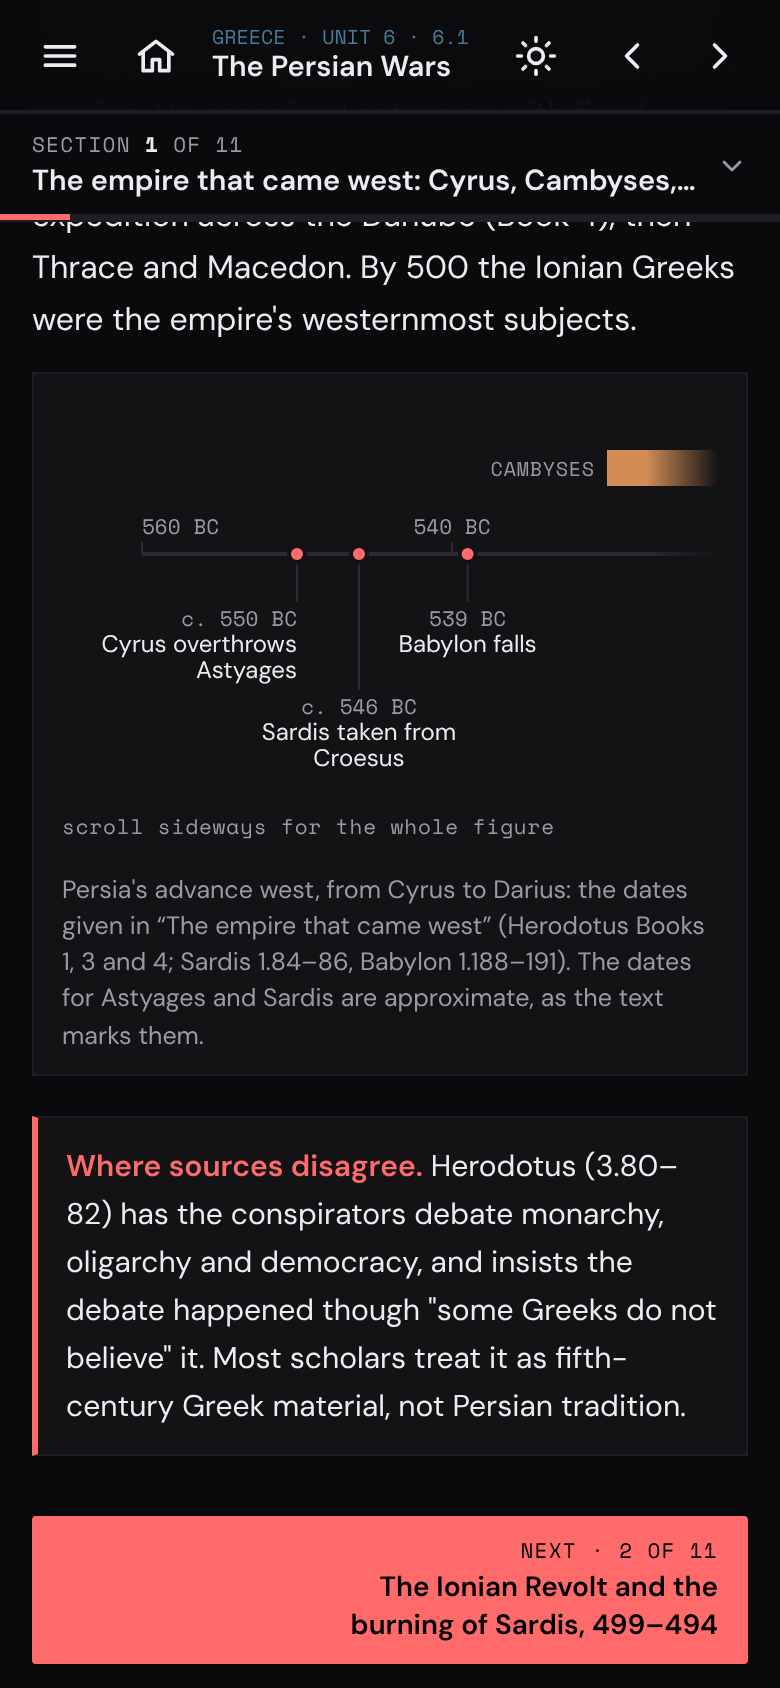 GREECE · UNIT 6 · 6.1
The Persian Wars
SECTION 1 OF 11
The empire that came west: Cyrus, Cambyses,...
expedition across the Danube (Book 4), then
Thrace and Macedon. By 500 the Ionian Greeks
were the empire's westernmost subjects.
CAMBYSES
560 BC
540 BC
c. 550 BC
Cyrus overthrows
Astyages
539 BC
Babylon falls
c. 546 BC
Sardis taken from
Croesus
scroll sideways for the whole figure
Persia's advance west, from Cyrus to Darius: the dates
given in “The empire that came west” (Herodotus Books
1, 3 and 4; Sardis 1.84–86, Babylon 1.188–191). The dates
for Astyages and Sardis are approximate, as the text
marks them.
Where sources disagree. Herodotus (3.80–
82) has the conspirators debate monarchy,
oligarchy and democracy, and insists the
debate happened though "some Greeks do not
believe" it. Most scholars treat it as fifth-
century Greek material, not Persian tradition.
NEXT · 2 OF 11
The Ionian Revolt and the
burning of Sardis, 499–494